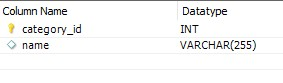 Column Name Datatype
category_id INT
name VARCHAR(255)